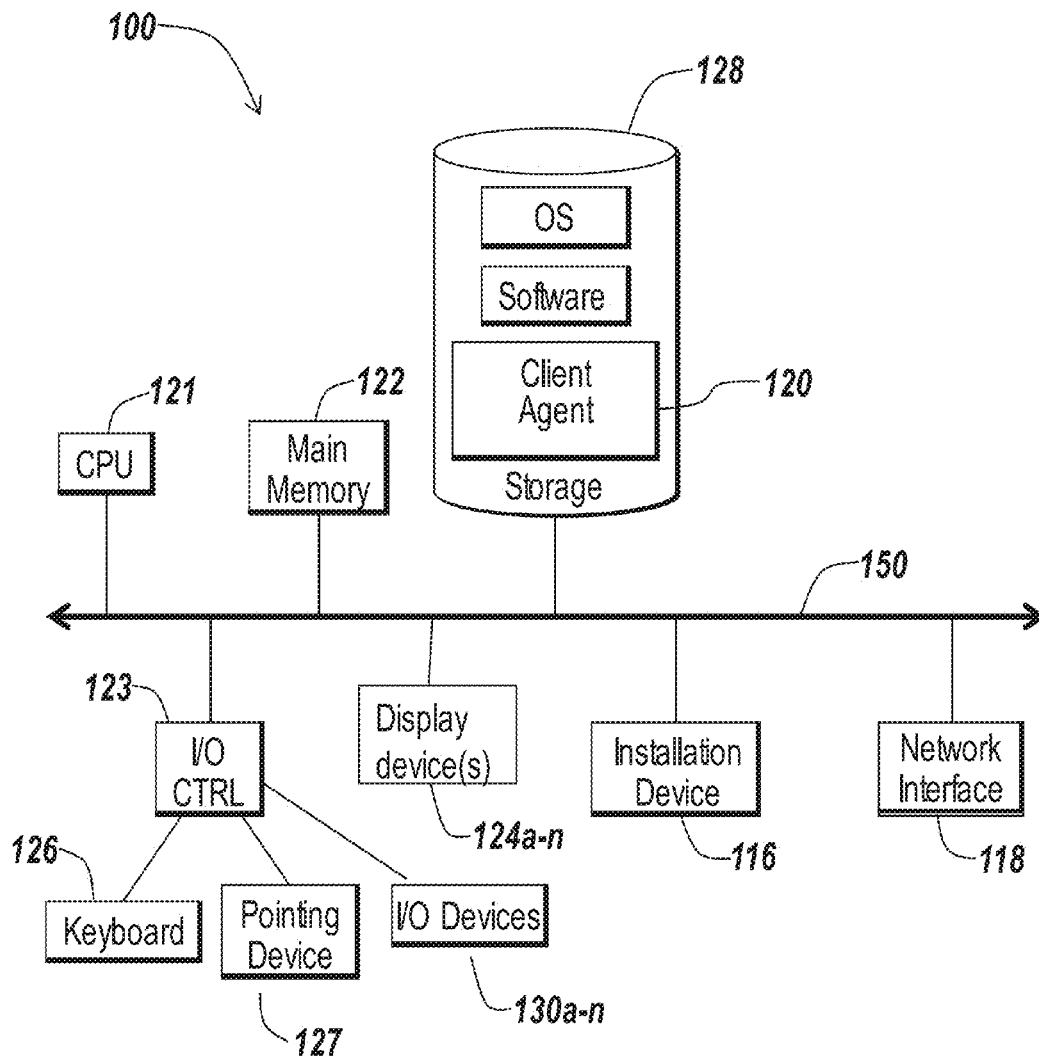 100
128
OS
Software
Client
Agent
120
Storage
121
CPU
122
Main
Memory
150
123
I/O
CTRL
Display
device(s)
124a-n
Installation
Device
116
Network
Interface
118
126
Keyboard
Pointing
Device
127
I/O Devices
130a-n